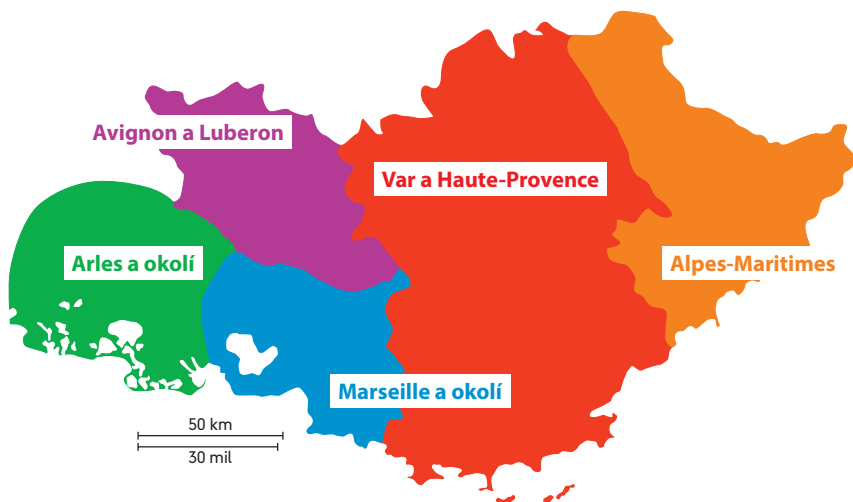 Avignon a Luberon
Var a Haute-Provence
Arles a okolí
Alpes-Maritimes
Marseille a okolí
50 km
30 mil